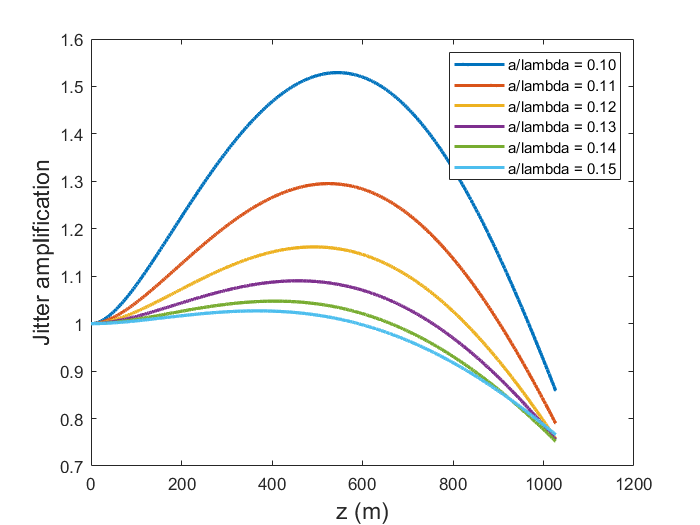 1.6
1.5
1.4
1.3
1.2
1.1
1
0.9
0.8
0.7
Jitter amplification
a/lambda = 0.10
a/lambda = 0.11
a/lambda = 0.12
a/lambda = 0.13
a/lambda = 0.14
a/lambda = 0.15
0 200 400 600 800 1000 1200
z (m)